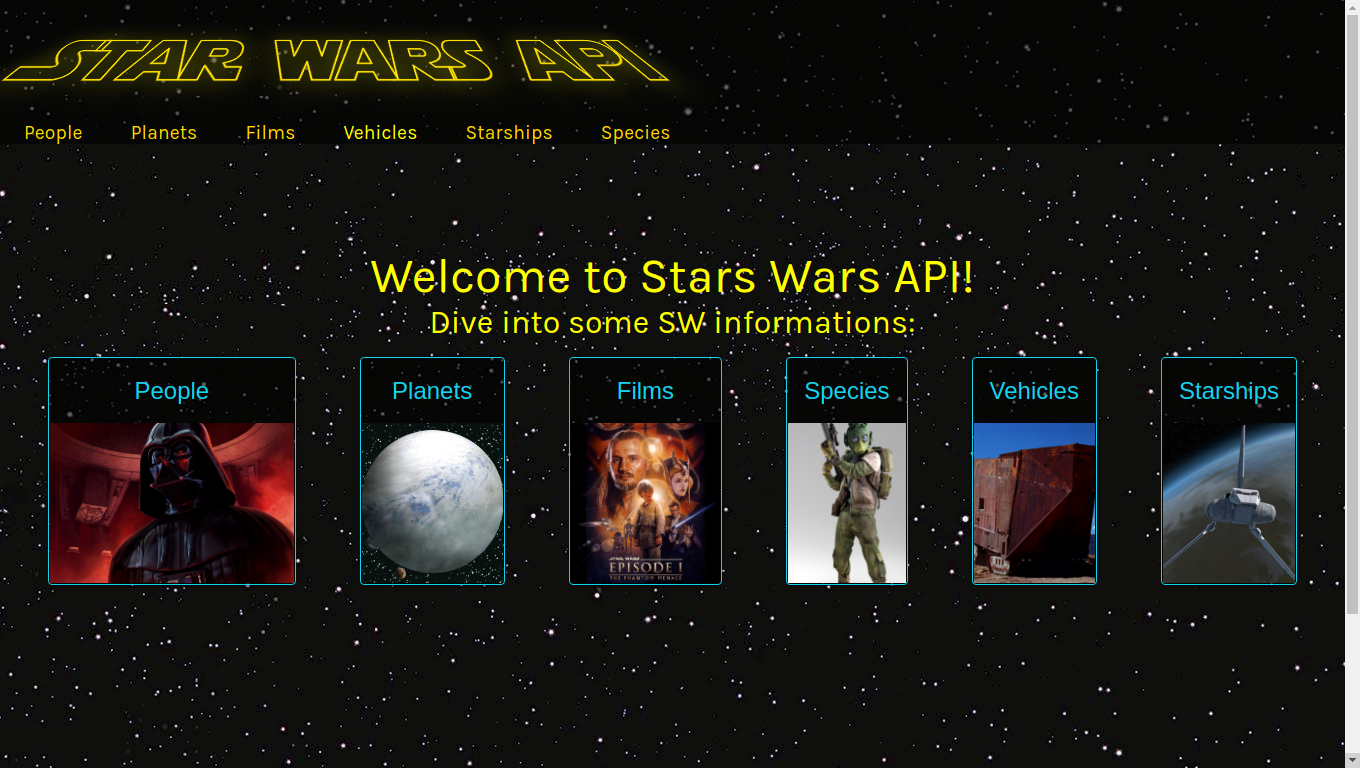 STAR WARS API
People Planets Films Vehicles Starships Species
Welcome to Stars Wars API!
Dive into some SW informations:
People Planets Films Species Vehicles Starships
STAR WARS
EPISODE I
THE PHANTOM MENACE